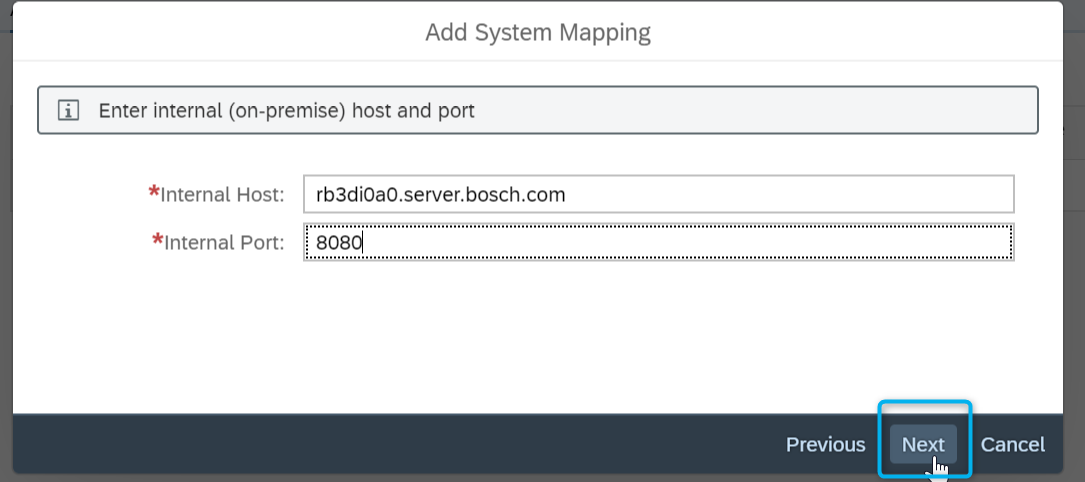 Add System Mapping
Enter internal (on-premise) host and port
*Internal Host: rb3di0a0.server.bosch.com
*Internal Port: 8080
Previous Next Cancel